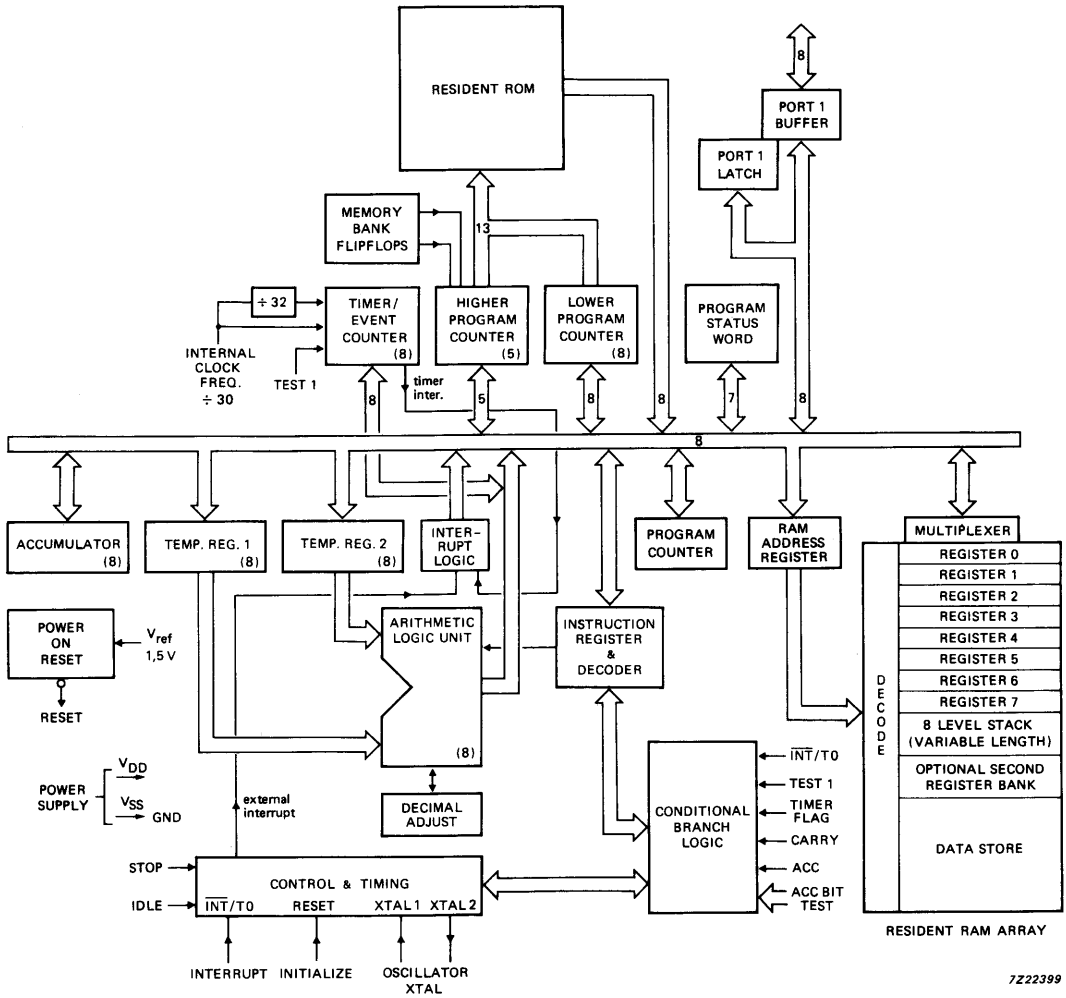 RESIDENT ROM
8
PORT 1
BUFFER
PORT 1
LATCH
MEMORY
BANK
FLIPFLOPS
13
÷ 32
TIMER/
EVENT
COUNTER
(8)
HIGHER
PROGRAM
COUNTER
(5)
LOWER
PROGRAM
COUNTER
(8)
PROGRAM
STATUS
WORD
INTERNAL
CLOCK
FREQ.
÷ 30
TEST 1
timer
inter.
8
5
8
8
7
8
8
ACCUMULATOR
(8)
TEMP. REG. 1
(8)
TEMP. REG. 2
(8)
INTER–
RUPT
LOGIC
PROGRAM
COUNTER
RAM
ADDRESS
REGISTER
MULTIPLEXER
REGISTER 0
REGISTER 1
REGISTER 2
REGISTER 3
REGISTER 4
REGISTER 5
REGISTER 6
REGISTER 7
8 LEVEL STACK
(VARIABLE LENGTH)
OPTIONAL SECOND
REGISTER BANK
DATA STORE
DECODE
RESIDENT RAM ARRAY
POWER
ON
RESET
Vref
1,5 V
RESET
ARITHMETIC
LOGIC UNIT
(8)
INSTRUCTION
REGISTER
&
DECODER
POWER
SUPPLY
VDD
VSS
GND
external
interrupt
DECIMAL
ADJUST
CONDITIONAL
BRANCH
LOGIC
INT/T0
TEST 1
TIMER
FLAG
CARRY
ACC
ACC BIT
TEST
STOP
IDLE
CONTROL & TIMING
INT/T0 RESET XTAL 1 XTAL 2
INTERRUPT INITIALIZE OSCILLATOR
XTAL
7Z22399